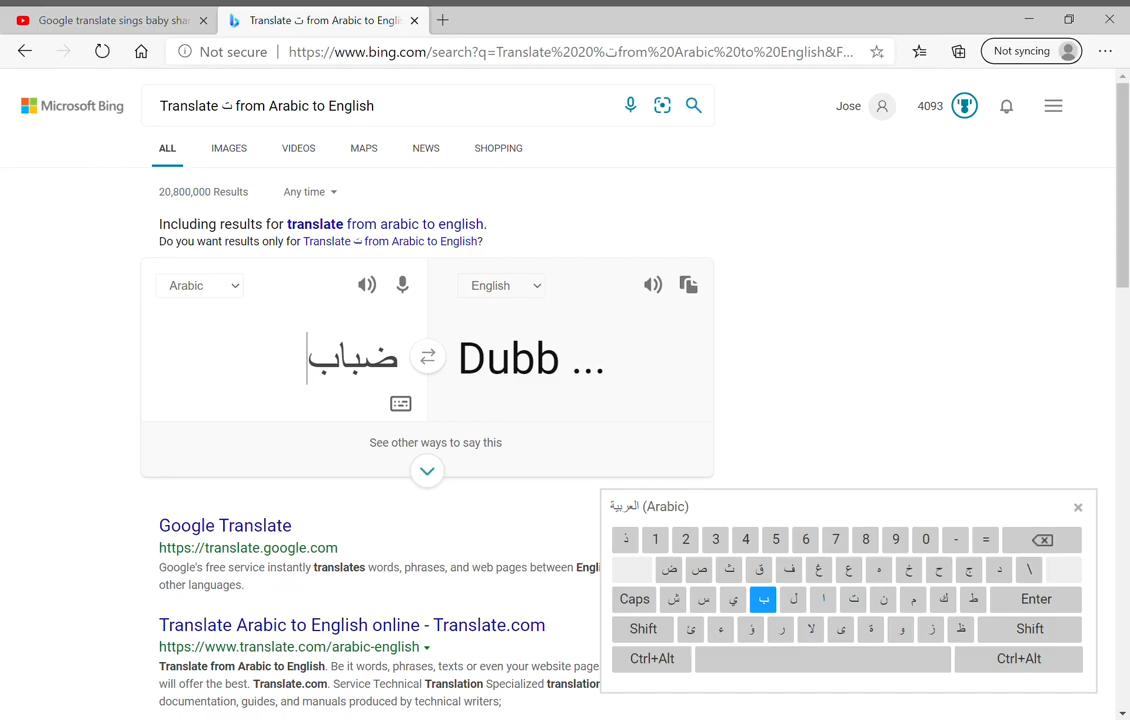 Google translate sings baby shar
Translate ت from Arabic to Engli
Not secure
https://www.bing.com/search?q=Translate%2020%تfrom%20Arabic%20to%20English&F...
Not syncing
Microsoft Bing
Translate ت from Arabic to English
Jose
4093
ALL IMAGES VIDEOS MAPS NEWS SHOPPING
20,800,000 Results Any time
Including results for translate from arabic to english.
Do you want results only for Translate ت from Arabic to English?
Arabic English
ضباب
Dubb ...
See other ways to say this
Google Translate
https://translate.google.com
Google's free service instantly translates words, phrases, and web pages between Engli
other languages.
Translate Arabic to English online - Translate.com
https://www.translate.com/arabic-english
Translate from Arabic to English. Be it words, phrases, texts or even your website page
will offer the best. Translate.com. Service Technical Translation Specialized translation
documentation, guides, and manuals produced by technical writers;
العربية (Arabic)
ذ 1 2 3 4 5 6 7 8 9 0 - =
ض ص ث ق ف غ ع ه خ ح ج د \
Caps ش س ي ب ل ا ت ن م ك ط Enter
Shift ئ ء ؤ ر لا ى ة و ز ظ Shift
Ctrl+Alt Ctrl+Alt